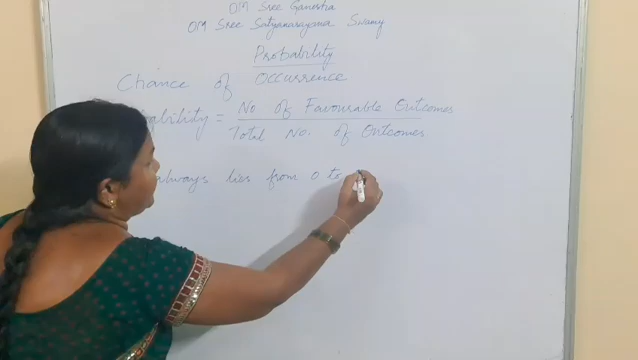 OM Sree Ganesha
OM Sree Satyanarayana Swamy
Probability
Chance of Occurrence
= No of Favourable Outcomes
Total No. of Outcomes
always lies from 0 to